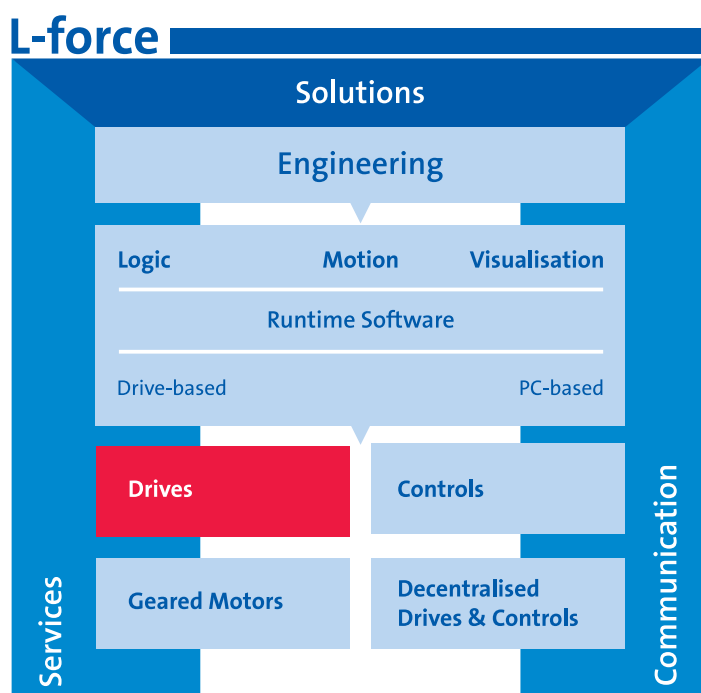 L-force
Solutions
Engineering
Logic Motion Visualisation
Runtime Software
Drive-based PC-based
Drives
Controls
Geared Motors
Decentralised
Drives & Controls
Services
Communication